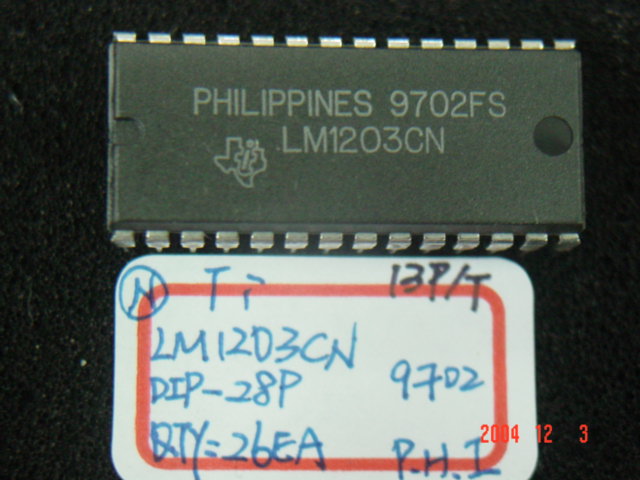 PHILIPPINES 9702FS
LM1203CN
N TI 13P/T
LM1203CN
DIP-28P 9702
QTY=26EA P.H.I
2004 12 3